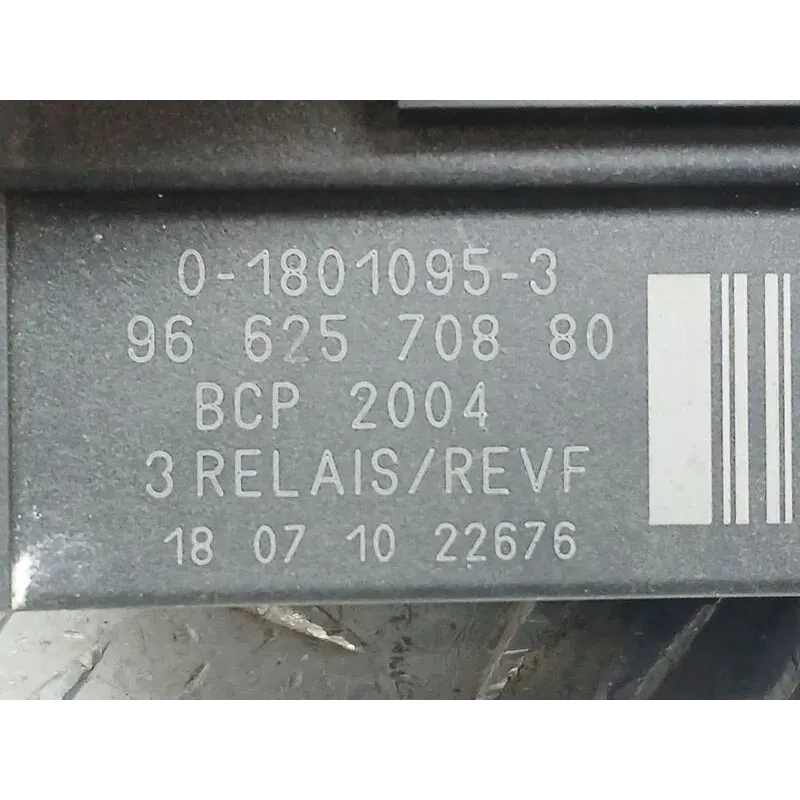 0-1801095-3
96 625 708 80
BCP 2004
3 RELAIS/REVF
18 07 10 22676